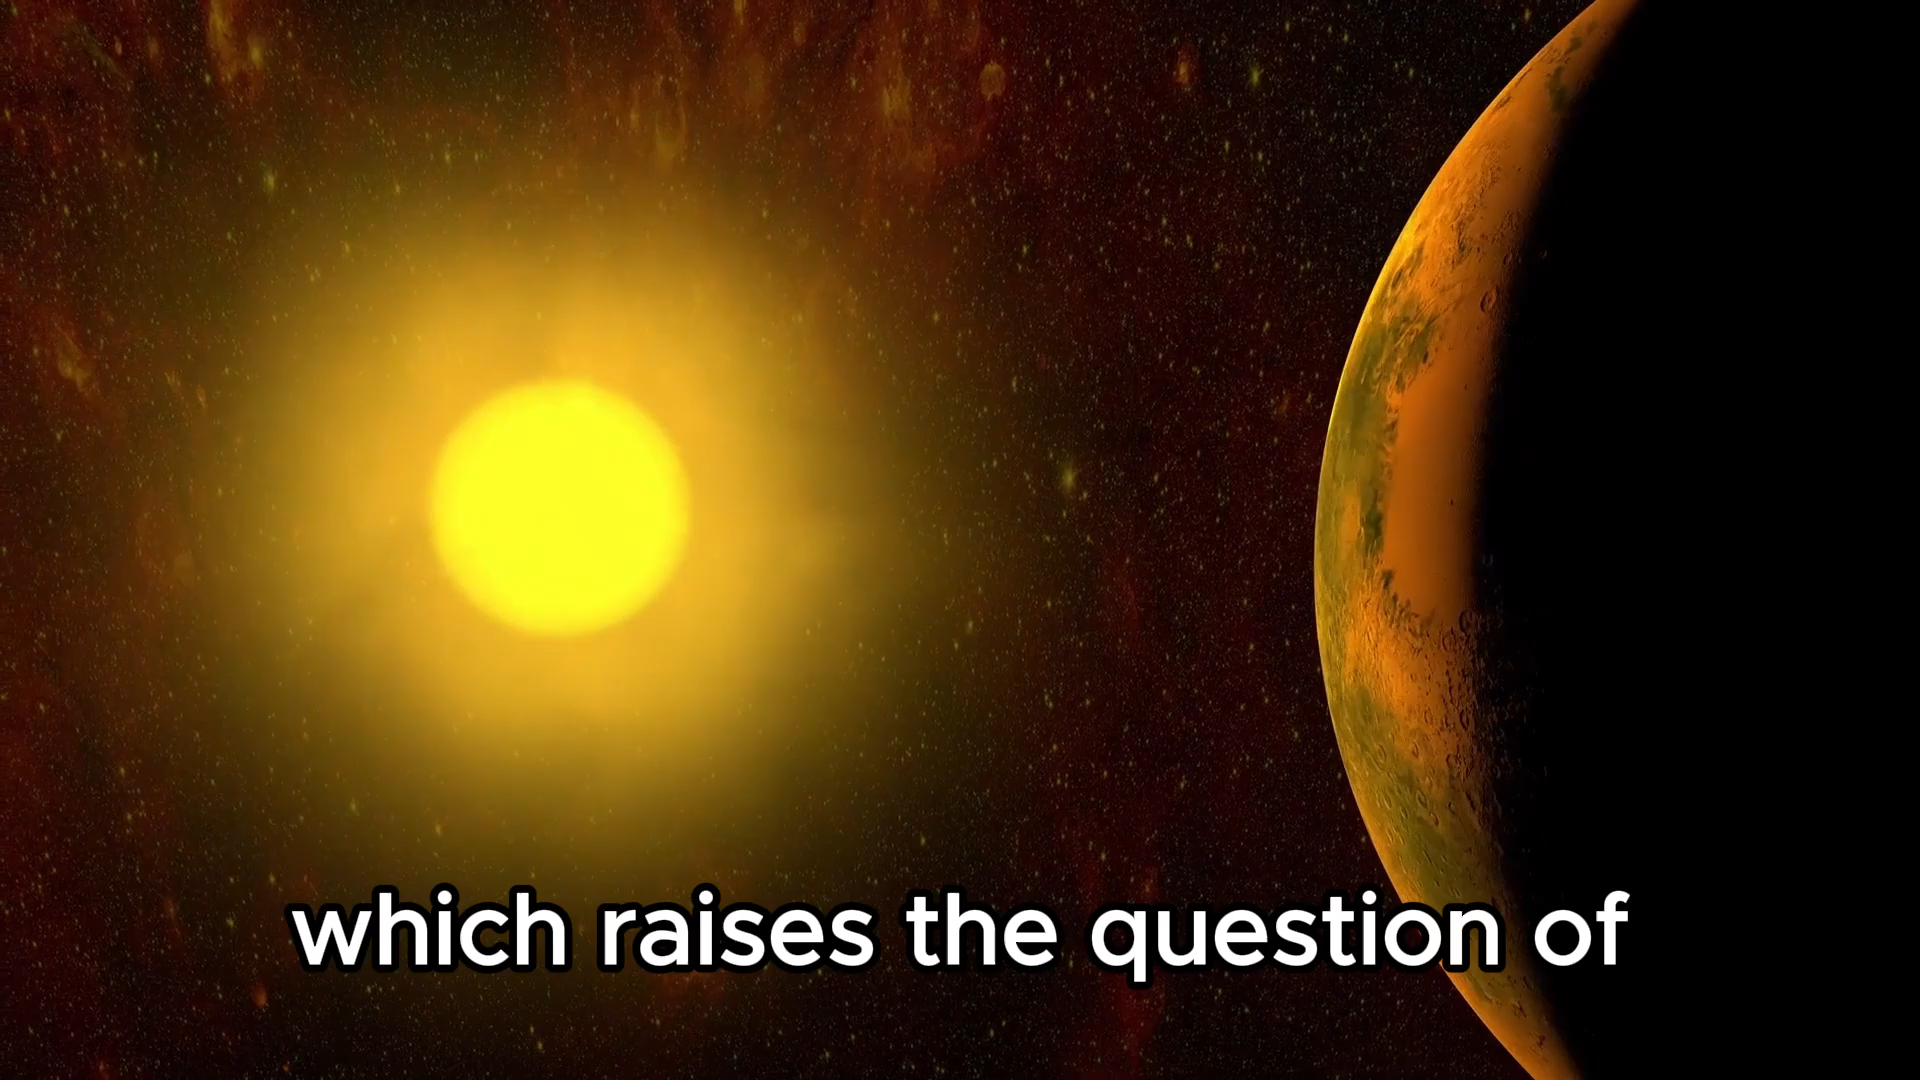 which raises the question of